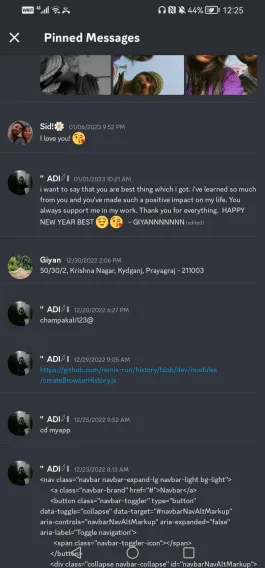 44% 12:25
Pinned Messages
Sid! 01/06/2023 9:52 PM
I love you!
" ADI 01/01/2023 10:21 AM
i want to say that you are best thing which i got. i've learned so much
from you and you've made such a positive impact on my life. You
always support me in my work. Thank you for everything. HAPPY
NEW YEAR BEST - GIYANNNNNNN (edited)
Giyan 12/30/2022 2:06 PM
50/30/2, Krishna Nagar, Kydganj, Prayagraj - 211003
" ADI 12/20/2022 6:27 PM
champakali123@
" ADI 12/29/2022 9:05 AM
https://github.com/remix-run/history/blob/dev/modules
/createBrowserHistory.js
" ADI 12/25/2022 9:52 AM
cd myapp
" ADI 12/23/2022 8:13 AM
<nav class="navbar navbar-expand-lg navbar-light bg-light">
<a class="navbar-brand" href="#">Navbar</a>
<button class="navbar-toggler" type="button"
data-toggle="collapse" data-target="#navbarNavAltMarkup"
aria-controls="navbarNavAltMarkup" aria-expanded="false"
aria-label="Toggle navigation">
<span class="navbar-toggler-icon"></span>
</button>
<div class="collapse navbar-collapse" id="navbarNavAltMarkup">